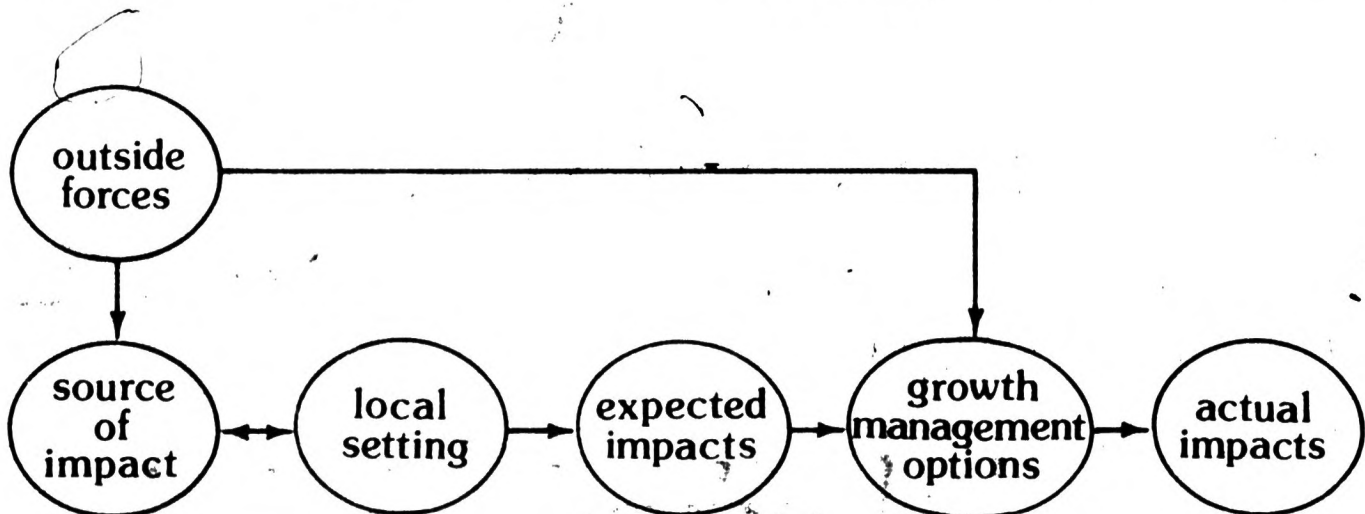 outside
forces
source
of
impact
local
setting
expected
impacts
growth
management
options
actual
impacts